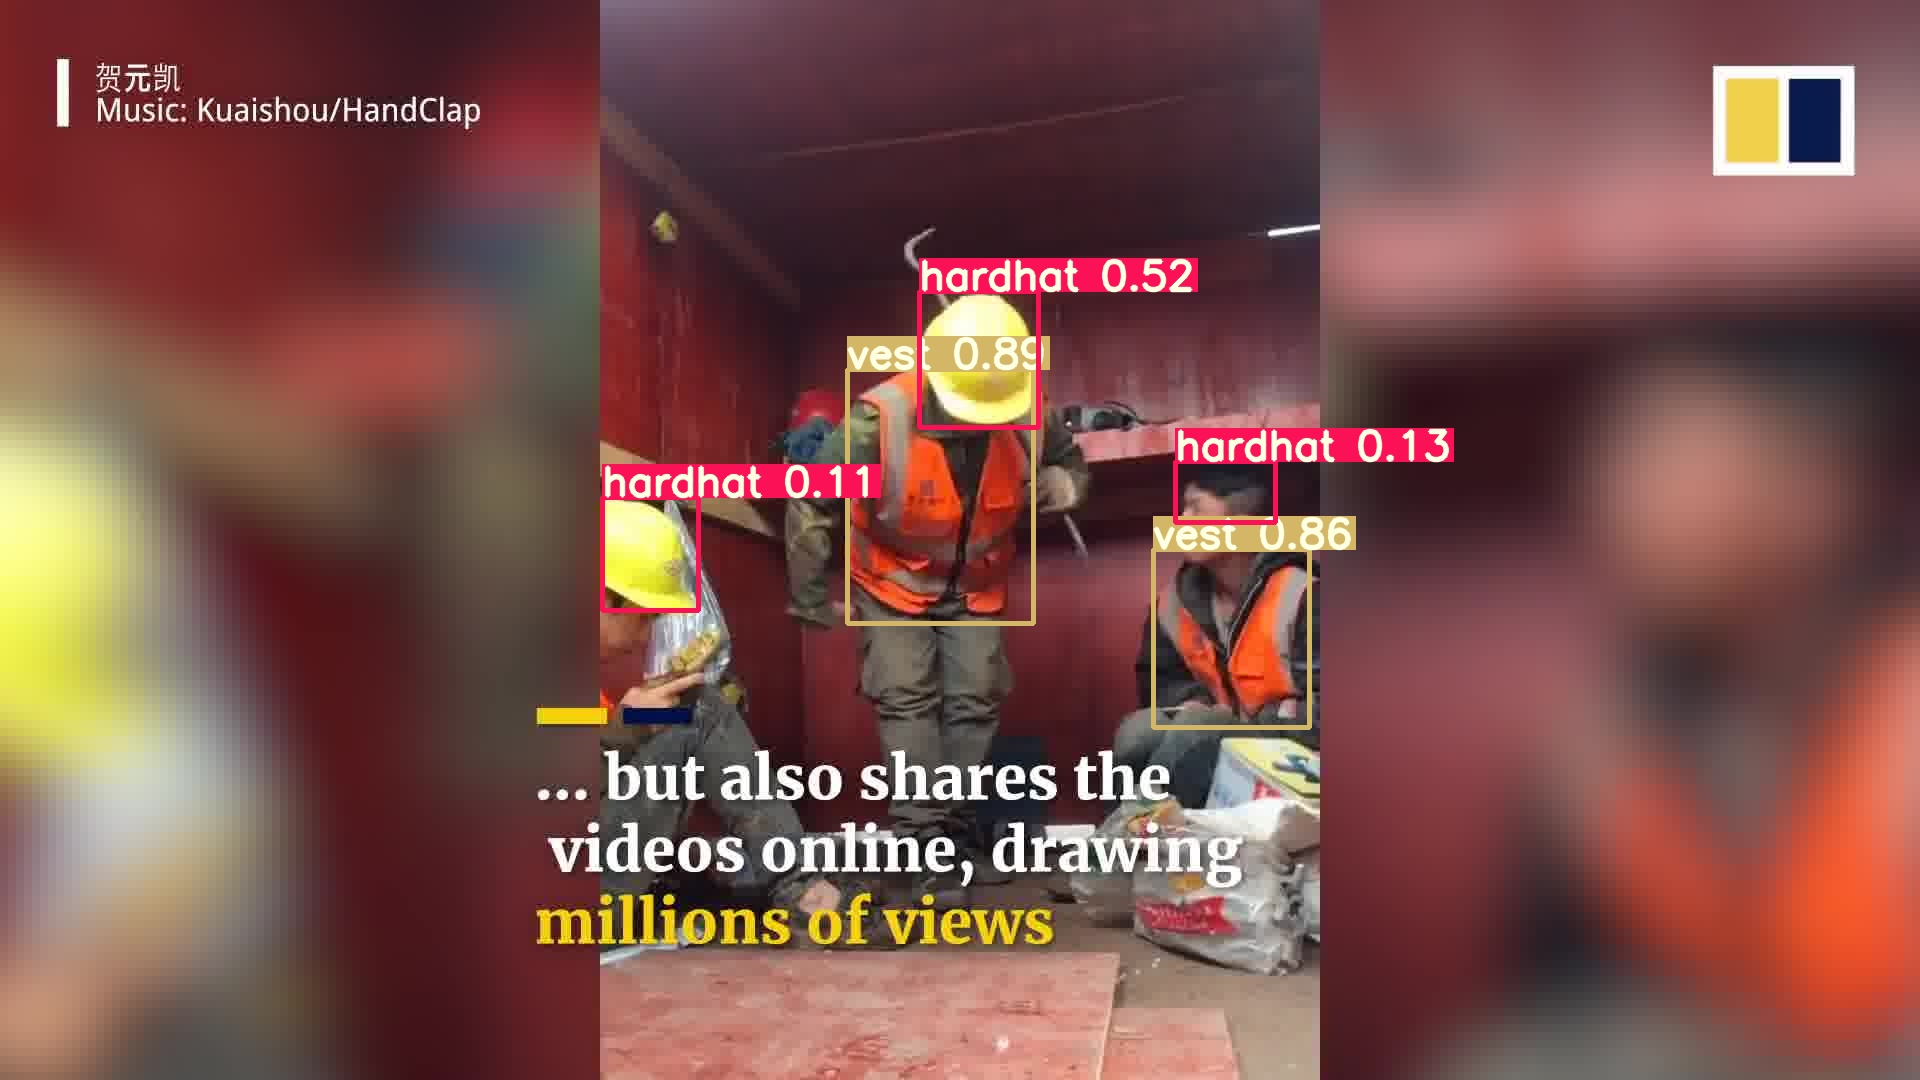 贺元凯
Music: Kuaishou/HandClap
hardhat 0.52
vest 0.89
hardhat 0.13
hardhat 0.11
vest 0.86
... but also shares the
videos online, drawing
millions of views